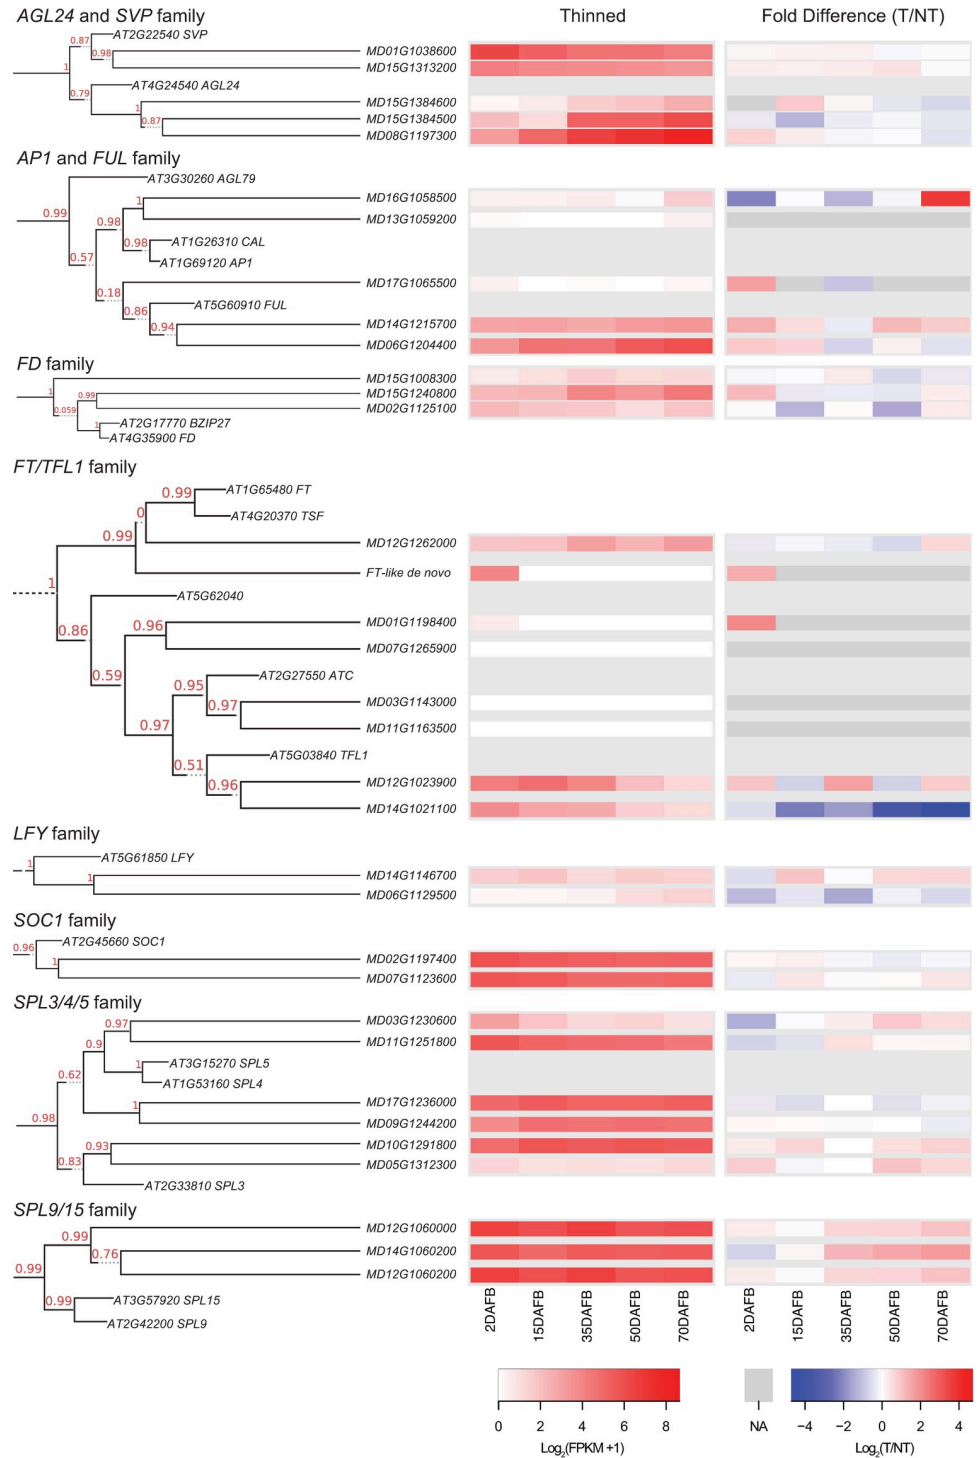 AGL24 and SVP family
Thinned
Fold Difference (T/NT)
AT2G22540 SVP
0.87
0.98
MD01G1038600
1
MD15G1313200
AT4G24540 AGL24
0.79
1
MD15G1384600
0.87
MD15G1384500
MD08G1197300
AP1 and FUL family
AT3G30260 AGL79
0.99
1
MD16G1058500
0.98
MD13G1059200
0.98
AT1G26310 CAL
0.57
AT1G69120 AP1
0.18
MD17G1065500
0.86
AT5G60910 FUL
0.94
MD14G1215700
MD06G1204400
FD family
1
MD15G1008300
0.99
MD15G1240800
0.059
MD02G1125100
1
AT2G17770 BZIP27
AT4G35900 FD
FT/TFL1 family
0.99
AT1G65480 FT
0
AT4G20370 TSF
0.99
MD12G1262000
1
FT-like de novo
AT5G62040
0.86
0.96
MD01G1198400
MD07G1265900
0.59
0.95
AT2G27550 ATC
0.97
MD03G1143000
0.97
MD11G1163500
AT5G03840 TFL1
0.51
0.96
MD12G1023900
MD14G1021100
LFY family
1
AT5G61850 LFY
1
MD14G1146700
MD06G1129500
SOC1 family
0.96
AT2G45660 SOC1
1
MD02G1197400
MD07G1123600
SPL3/4/5 family
0.97
MD03G1230600
0.9
MD11G1251800
1
AT3G15270 SPL5
0.62
AT1G53160 SPL4
1
MD17G1236000
0.98
MD09G1244200
0.93
MD10G1291800
0.83
MD05G1312300
AT2G33810 SPL3
SPL9/15 family
0.99
MD12G1060000
0.76
MD14G1060200
0.99
MD12G1060200
0.99
AT3G57920 SPL15
AT2G42200 SPL9
2DAFB 15DAFB 35DAFB 50DAFB 70DAFB
2DAFB 15DAFB 35DAFB 50DAFB 70DAFB
0 2 4 6 8
Log2(FPKM +1)
NA
−4 −2 0 2 4
Log2(T/NT)